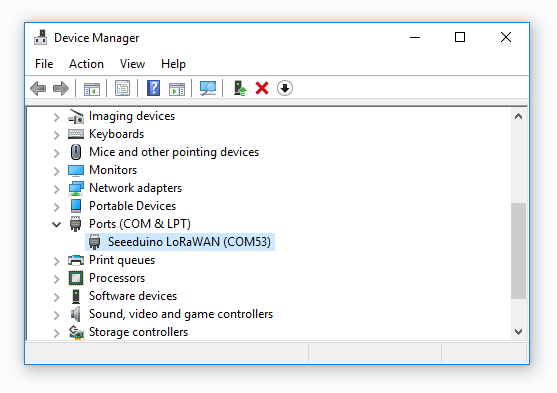 Device Manager
File Action View Help
Imaging devices
Keyboards
Mice and other pointing devices
Monitors
Network adapters
Portable Devices
Ports (COM & LPT)
Seeeduino LoRaWAN (COM53)
Print queues
Processors
Software devices
Sound, video and game controllers
Storage controllers